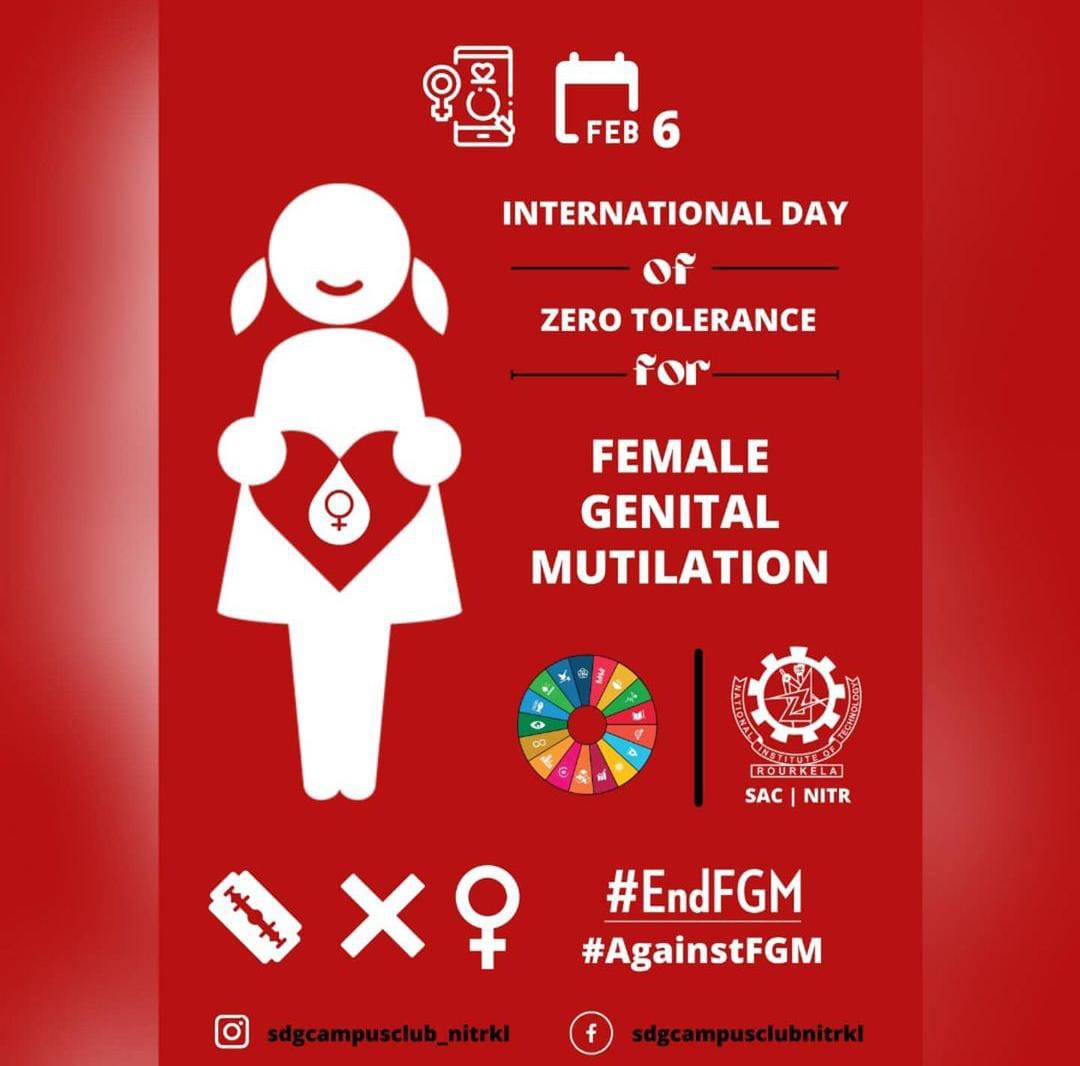 FEB 6
INTERNATIONAL DAY
of
ZERO TOLERANCE
for
FEMALE
GENITAL
MUTILATION
NATIONAL INSTITUTE OF TECHNOLOGY
ROURKELA
SAC | NITR
#EndFGM
#AgainstFGM
sdgcampusclub_nitrkl
sdgcampusclubnitrkl